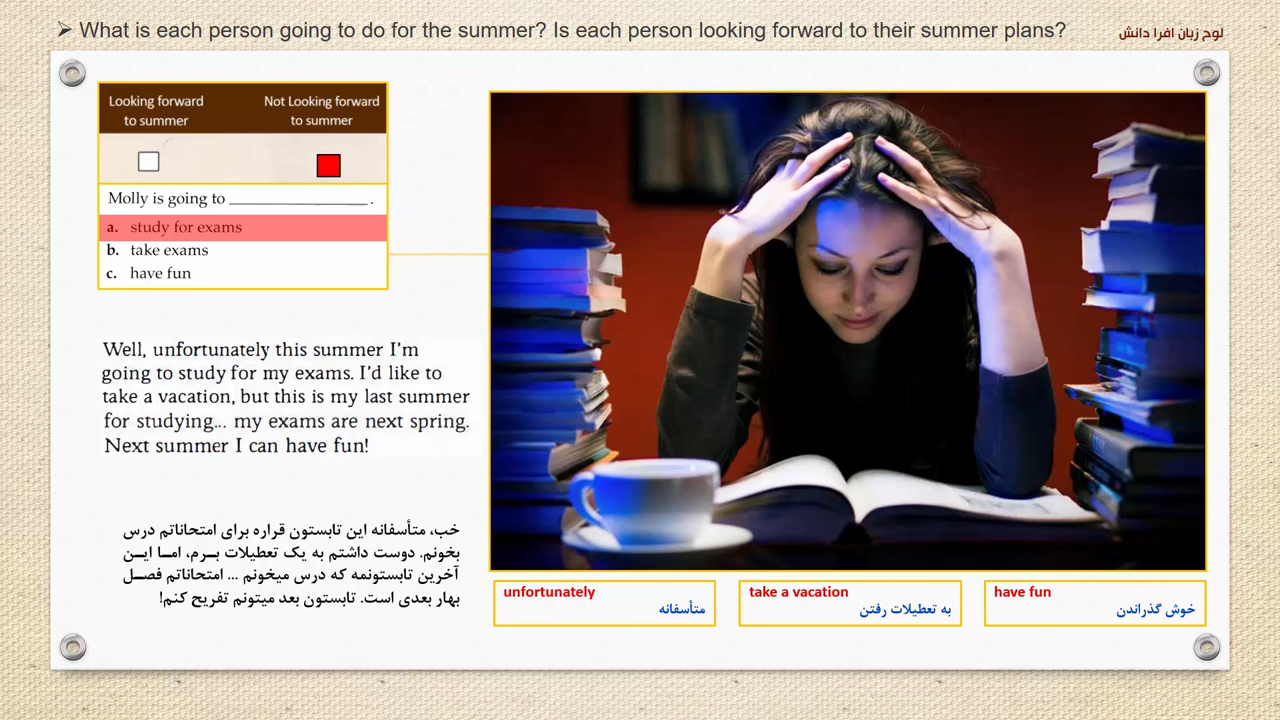 ➢ What is each person going to do for the summer? Is each person looking forward to their summer plans?
لوح زبان افرا دانش
Looking forward to summer
Not Looking forward to summer
Molly is going to ______________ .
a. study for exams
b. take exams
c. have fun
Well, unfortunately this summer I'm
going to study for my exams. I'd like to
take a vacation, but this is my last summer
for studying... my exams are next spring.
Next summer I can have fun!
خب، متأسفانه این تابستون قراره برای امتحاناتم درس
بخونم. دوست داشتم به یک تعطیلات بـرم، امـا ایـن
آخرین تابستونمه که درس میخونم ... امتحاناتم فصـل
بهار بعدی است. تابستون بعد میتونم تفریح کنم!
unfortunately
متأسفانه
take a vacation
به تعطیلات رفتن
have fun
خوش گذراندن